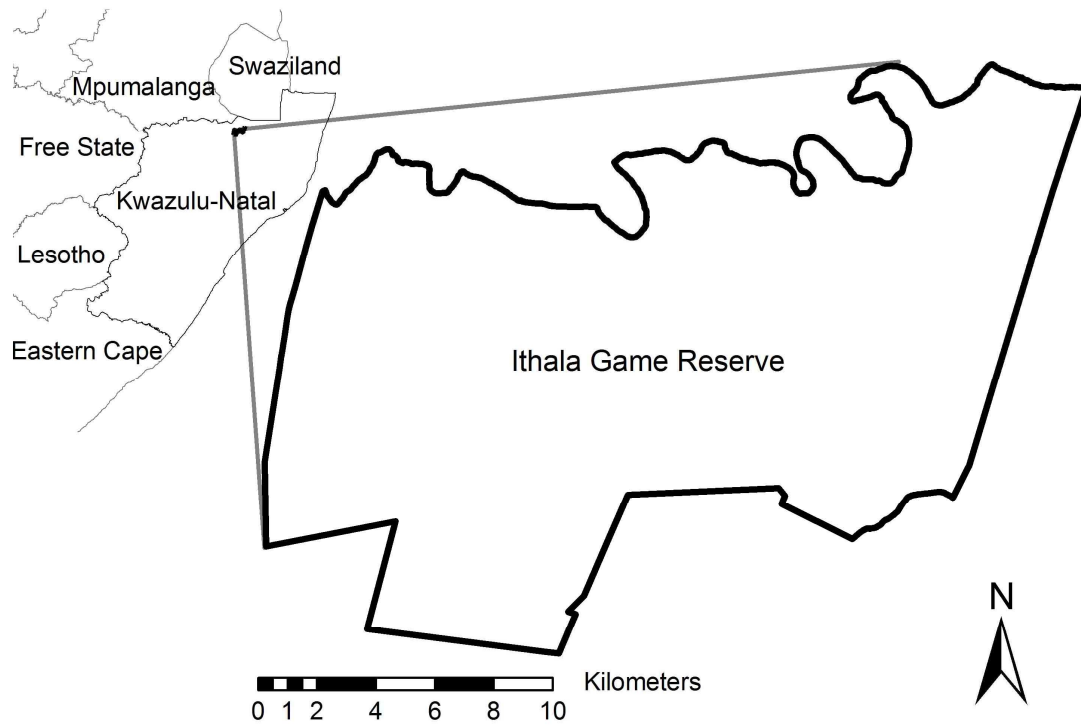 Swaziland
Mpumalanga
Free State
Kwazulu-Natal
Lesotho
Eastern Cape
Ithala Game Reserve
N
Kilometers
0 1 2 4 6 8 10